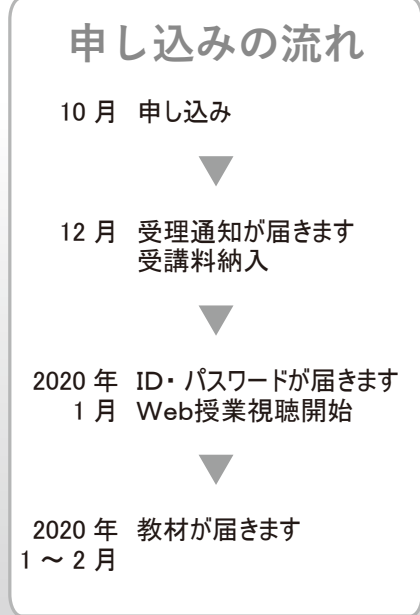 申し込みの流れ
10 月 申し込み
▼
12 月 受理通知が届きます
受講料納入
▼
2020 年 ID・パスワードが届きます
1 月 Web授業視聴開始
▼
2020 年 教材が届きます
1 ～ 2 月